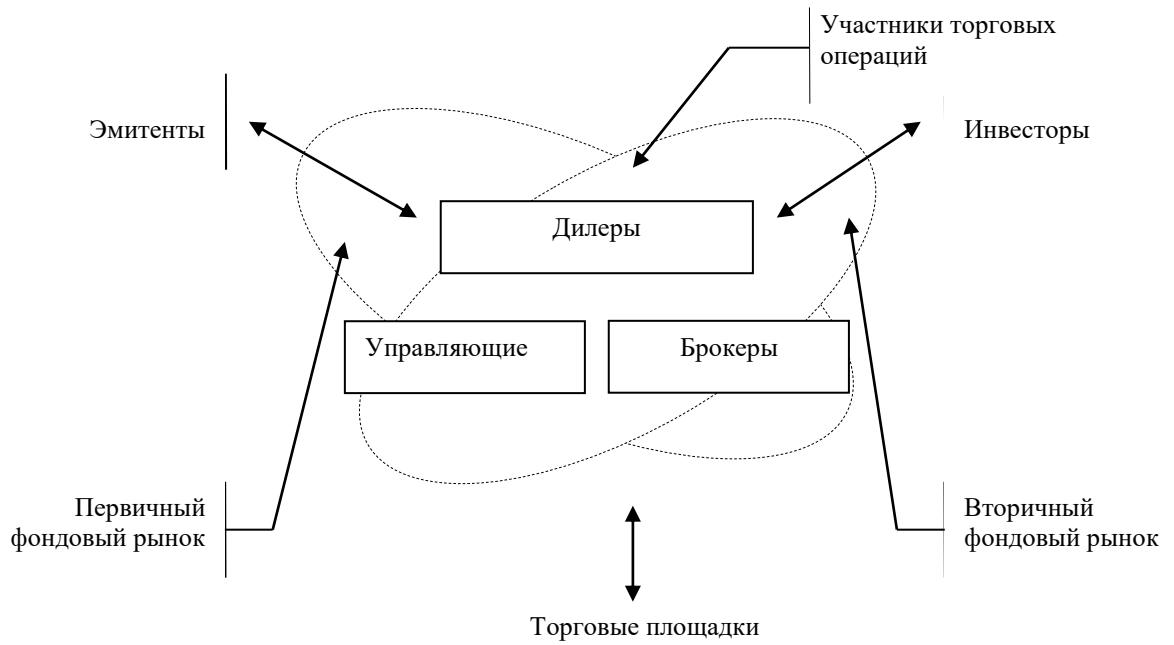 Участники торговых
операций
Эмитенты
Инвесторы
Дилеры
Управляющие
Брокеры
Первичный
фондовый рынок
Вторичный
фондовый рынок
Торговые площадки